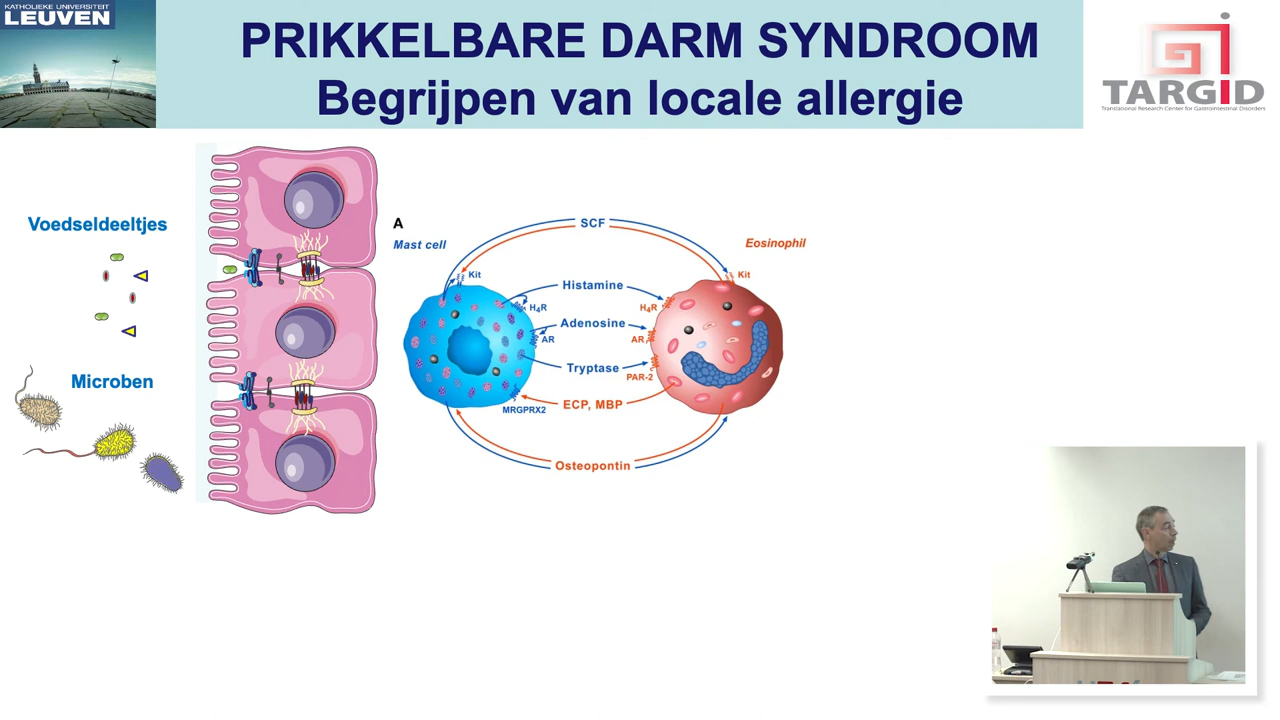 KATHOLIEKE UNIVERSITEIT
LEUVEN
PRIKKELBARE DARM SYNDROOM
Begrijpen van locale allergie
TARGID
Translational Research Center for Gastrointestinal Disorders
Voedseldeeltjes
Microben
A
Mast cell
Eosinophil
SCF
Kit
Kit
Histamine
H4R
H4R
Adenosine
AR
AR
Tryptase
PAR-2
ECP, MBP
MRGPRX2
Osteopontin